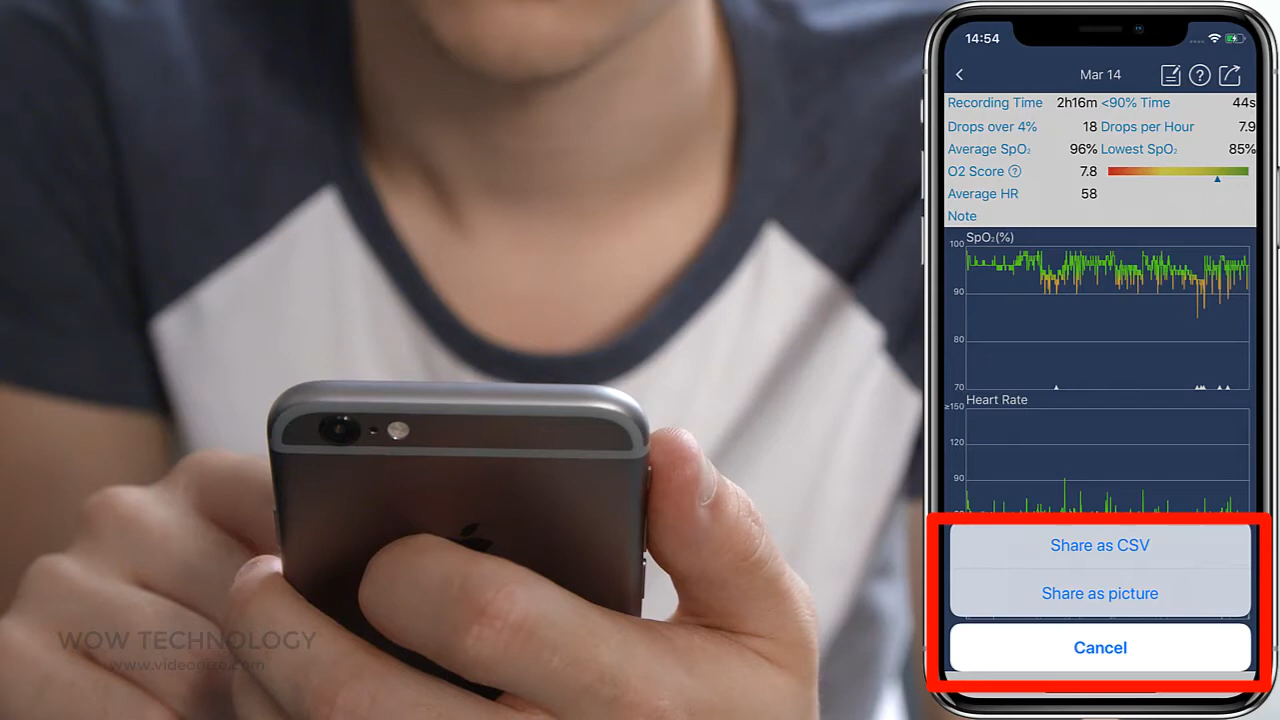 14:54
Mar 14
Recording Time 2h16m <90% Time 44s
Drops over 4% 18 Drops per Hour 7.9
Average SpO₂ 96% Lowest SpO₂ 85%
O2 Score ? 7.8
Average HR 58
Note
SpO₂(%)
100
90
80
70
Heart Rate
≥150
120
90
Share as CSV
Share as picture
Cancel
WOW TECHNOLOGY
www.videogize.com